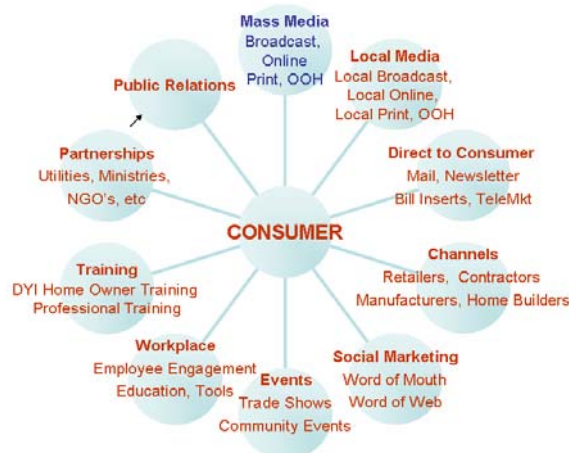 Mass Media
Broadcast,
Online
Print, OOH
Local Media
Local Broadcast,
Local Online,
Local Print, OOH
Direct to Consumer
Mail, Newsletter
Bill Inserts, TeleMkt
Channels
Retailers, Contractors
Manufacturers, Home Builders
Social Marketing
Word of Mouth
Word of Web
Events
Trade Shows
Community Events
Workplace
Employee Engagement
Education, Tools
Training
DYI Home Owner Training
Professional Training
Partnerships
Utilities, Ministries,
NGO's, etc
Public Relations
CONSUMER